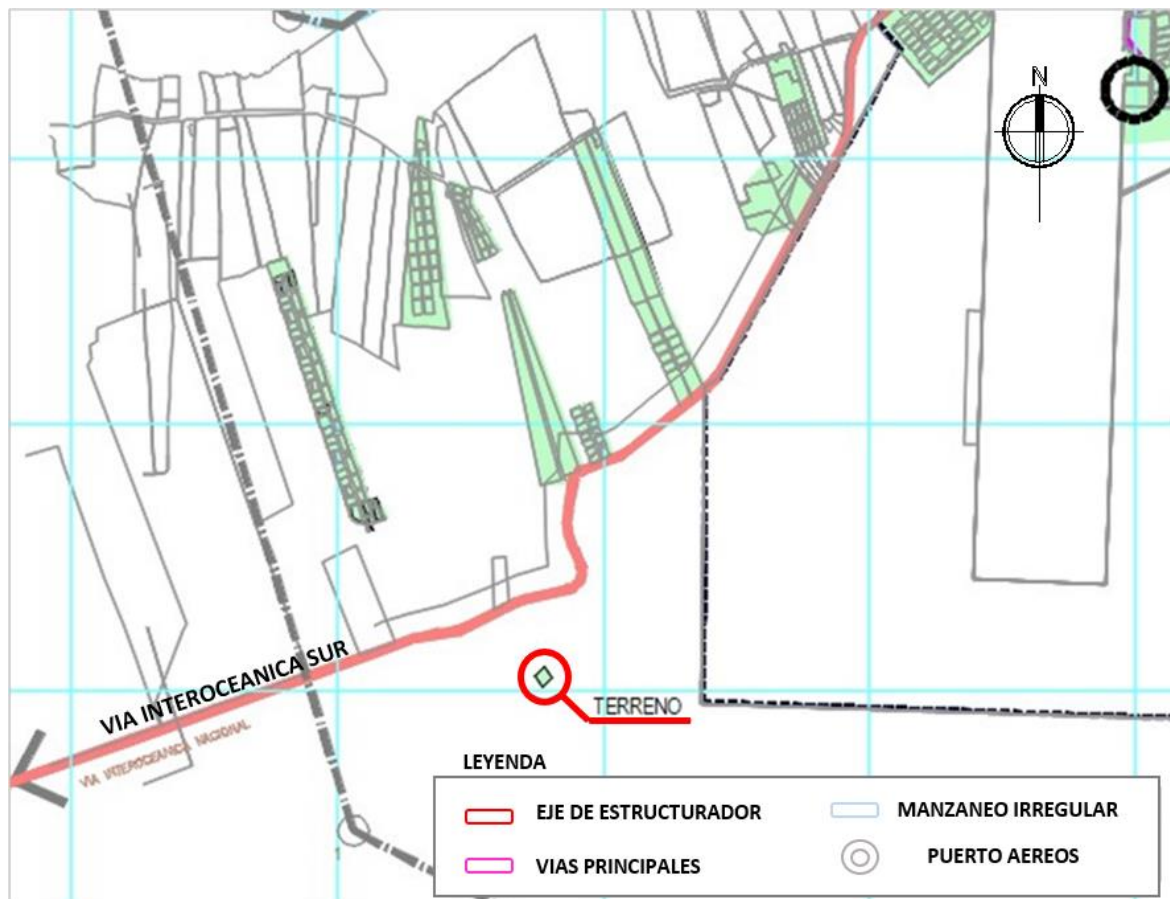 N
VIA INTEROCEANICA SUR
VIA INTEROCEANICA NACIONAL
TERRENO
LEYENDA
EJE DE ESTRUCTURADOR
MANZANEO IRREGULAR
VIAS PRINCIPALES
PUERTO AEREOS